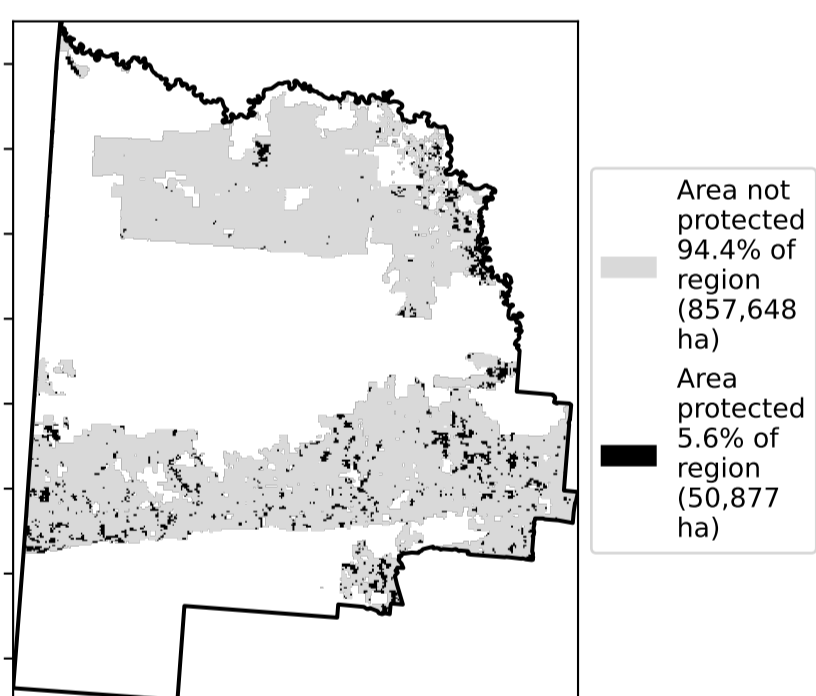 Area not
protected
94.4% of
region
(857,648
ha)
Area
protected
5.6% of
region
(50,877
ha)